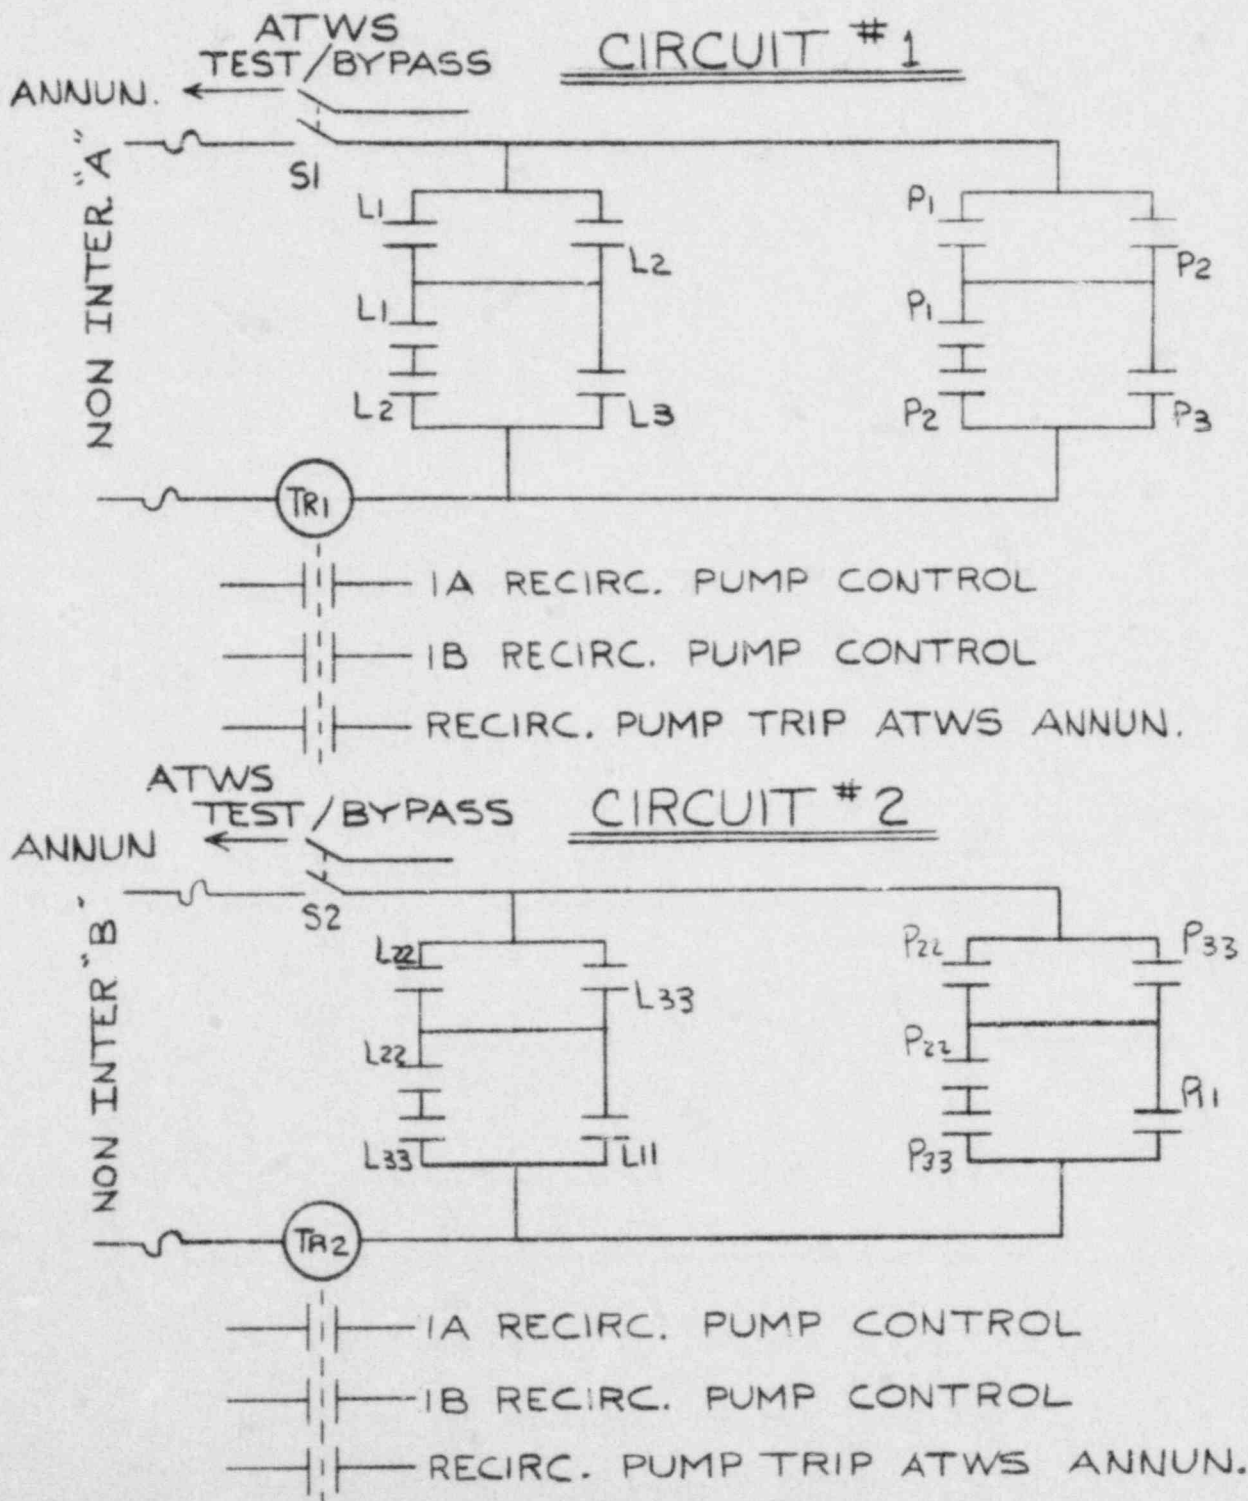 ATWS
TEST/BYPASS
CIRCUIT #1
ANNUN.
NON INTER. "A"
S1
L1
L2
L1
L2
L3
P1
P2
P1
P2
P3
TR1
1A RECIRC. PUMP CONTROL
1B RECIRC. PUMP CONTROL
RECIRC. PUMP TRIP ATWS ANNUN.
ATWS
TEST/BYPASS
CIRCUIT #2
ANNUN
NON INTER "B"
S2
L22
L33
L22
L33
L11
P22
P33
P22
P33
P11
TR2
1A RECIRC. PUMP CONTROL
1B RECIRC. PUMP CONTROL
RECIRC. PUMP TRIP ATWS ANNUN.